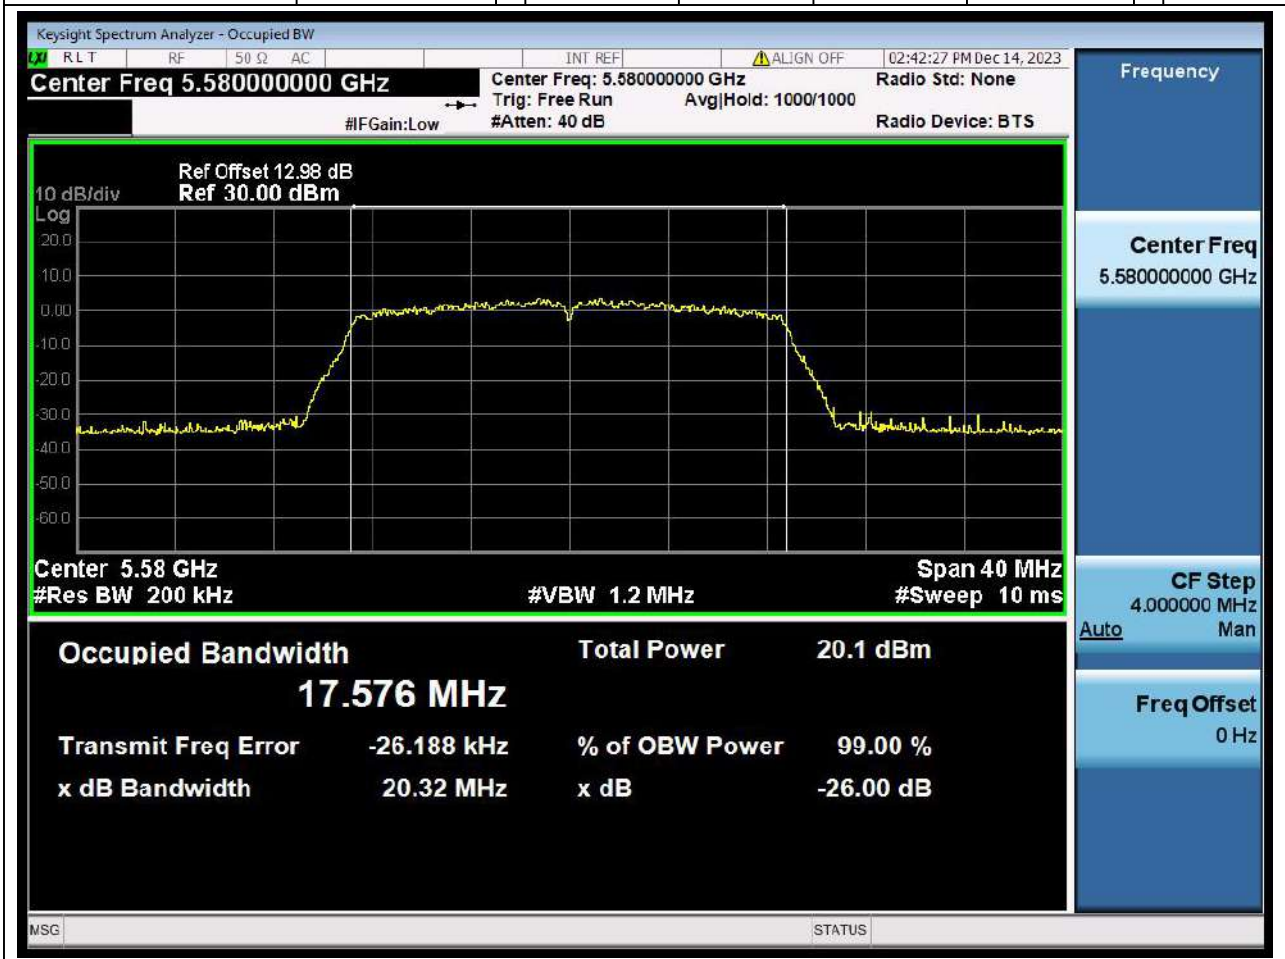 Keysight Spectrum Analyzer - Occupied BW
LXI RLT RF 50 Ω AC INT REF ALIGN OFF 02:42:27 PM Dec 14, 2023
Center Freq 5.580000000 GHz
Center Freq: 5.580000000 GHz
Radio Std: None
Trig: Free Run Avg|Hold: 1000/1000
#IFGain:Low #Atten: 40 dB
Radio Device: BTS
Ref Offset 12.98 dB
10 dB/div Ref 30.00 dBm
Log
20.0
10.0
0.00
-10.0
-20.0
-30.0
-40.0
-50.0
-60.0
Center 5.58 GHz Span 40 MHz
#Res BW 200 kHz #VBW 1.2 MHz #Sweep 10 ms
Occupied Bandwidth Total Power 20.1 dBm
17.576 MHz
Transmit Freq Error -26.188 kHz % of OBW Power 99.00 %
x dB Bandwidth 20.32 MHz x dB -26.00 dB
MSG STATUS
Frequency
Center Freq
5.580000000 GHz
CF Step
4.000000 MHz
Auto Man
Freq Offset
0 Hz